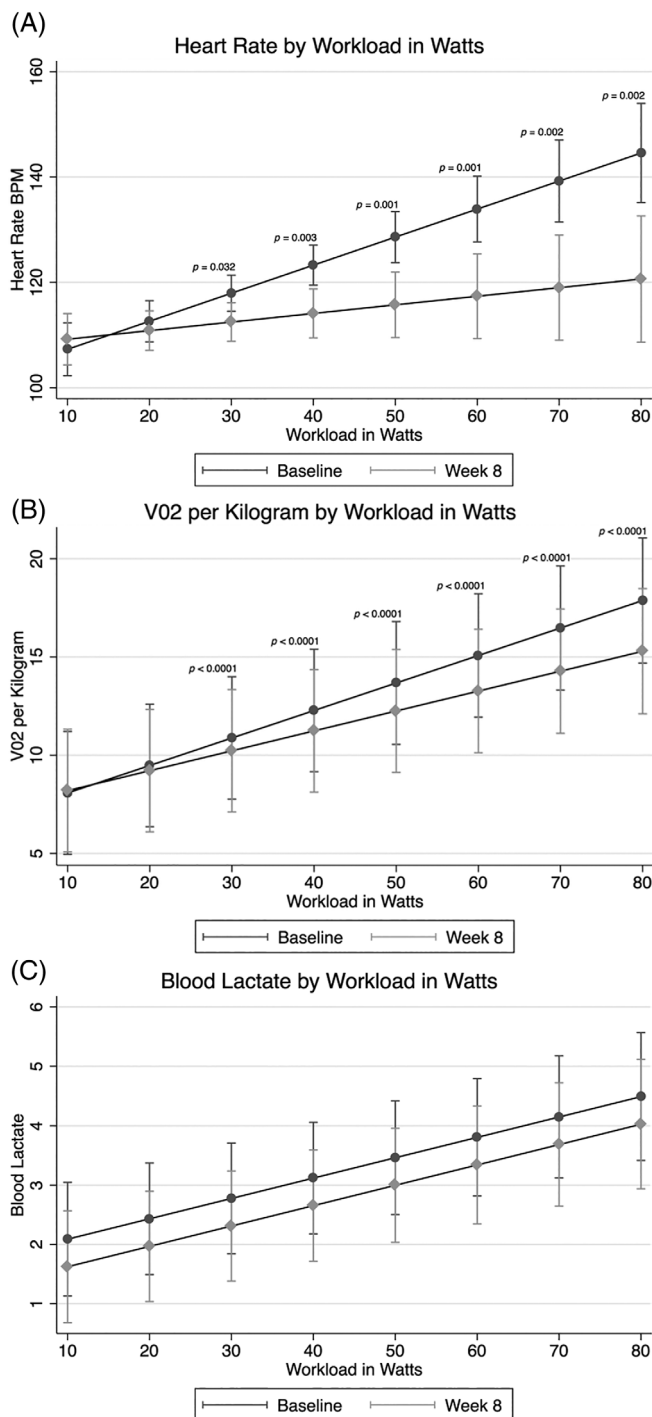 (A)
Heart Rate by Workload in Watts
160
p = 0.002
p = 0.002
p = 0.001
140
p = 0.001
p = 0.003
p = 0.032
120
100
Heart Rate BPM
10 20 30 40 50 60 70 80
Workload in Watts
Baseline Week 8
(B)
V02 per Kilogram by Workload in Watts
20
p < 0.0001
p < 0.0001
p < 0.0001
p < 0.0001
p < 0.0001
p < 0.0001
15
10
5
V02 per Kilogram
10 20 30 40 50 60 70 80
Workload in Watts
Baseline Week 8
(C)
Blood Lactate by Workload in Watts
6
5
4
3
2
1
Blood Lactate
10 20 30 40 50 60 70 80
Workload in Watts
Baseline Week 8